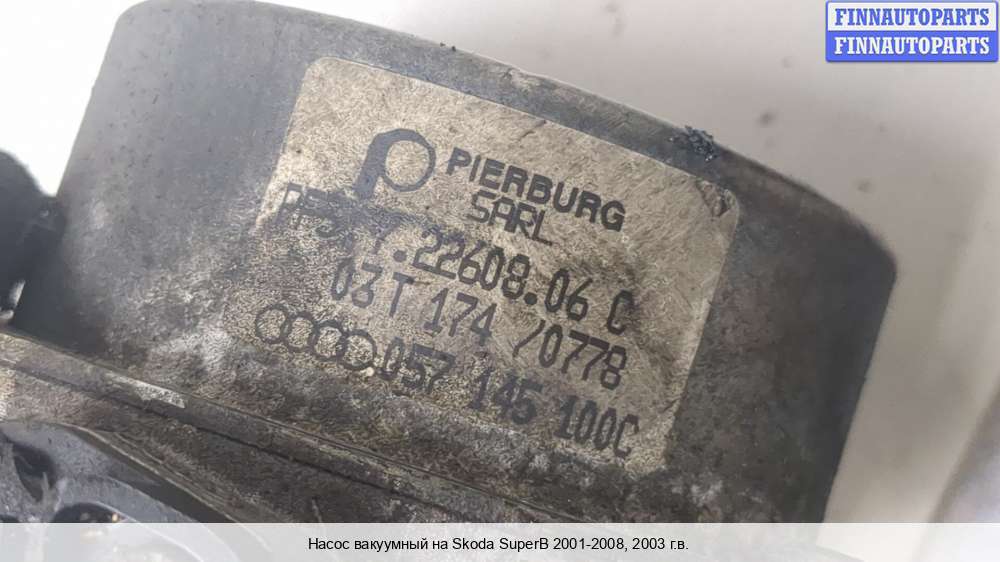 FINNAUTOPARTS
FINNAUTOPARTS
PIERBURG
SARL
.22608.06 C
03T 174 /0778
057 145 100C
Насос вакуумный на Skoda SuperB 2001-2008, 2003 г.в.